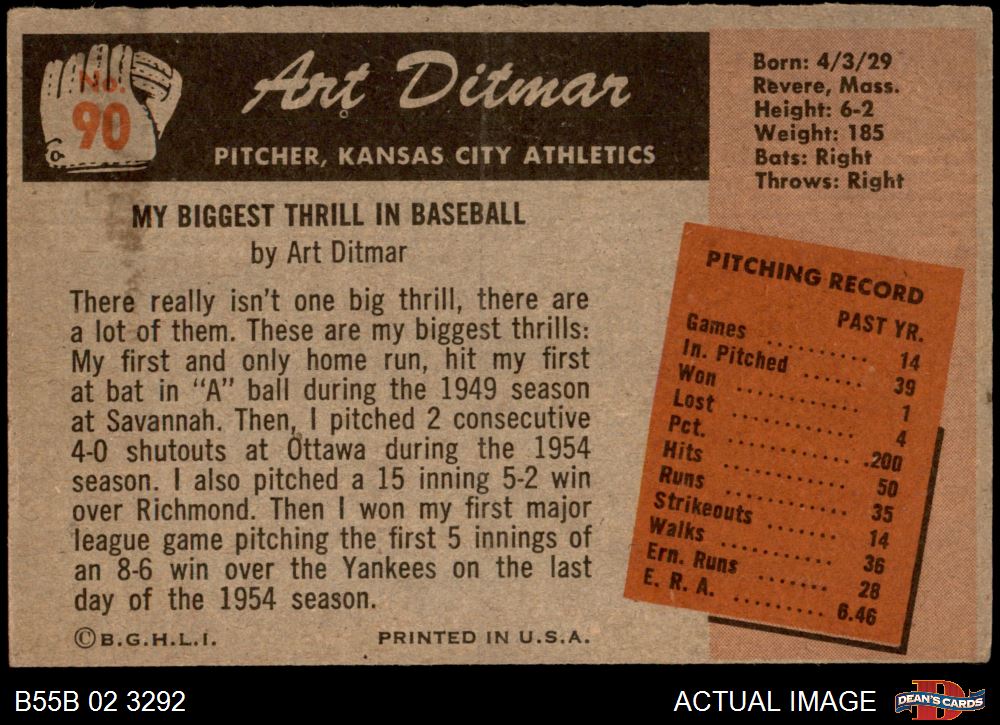 No.
90
Art Ditmar
PITCHER, KANSAS CITY ATHLETICS
Born: 4/3/29
Revere, Mass.
Height: 6-2
Weight: 185
Bats: Right
Throws: Right
MY BIGGEST THRILL IN BASEBALL
by Art Ditmar
There really isn't one big thrill, there are
a lot of them. These are my biggest thrills:
My first and only home run, hit my first
at bat in "A" ball during the 1949 season
at Savannah. Then, I pitched 2 consecutive
4-0 shutouts at Ottawa during the 1954
season. I also pitched a 15 inning 5-2 win
over Richmond. Then I won my first major
league game pitching the first 5 innings of
an 8-6 win over the Yankees on the last
day of the 1954 season.
©B.G.H.L.I. PRINTED IN U.S.A.
PITCHING RECORD
PAST YR.
Games .......... 14
In. Pitched ...... 39
Won ............ 1
Lost ............ 4
Pct. ............ .200
Hits ............ 50
Runs ............ 35
Strikeouts ....... 14
Walks ........... 36
Ern. Runs ....... 28
E. R. A. ......... 6.46
B55B 02 3292 ACTUAL IMAGE DEAN'S CARDS